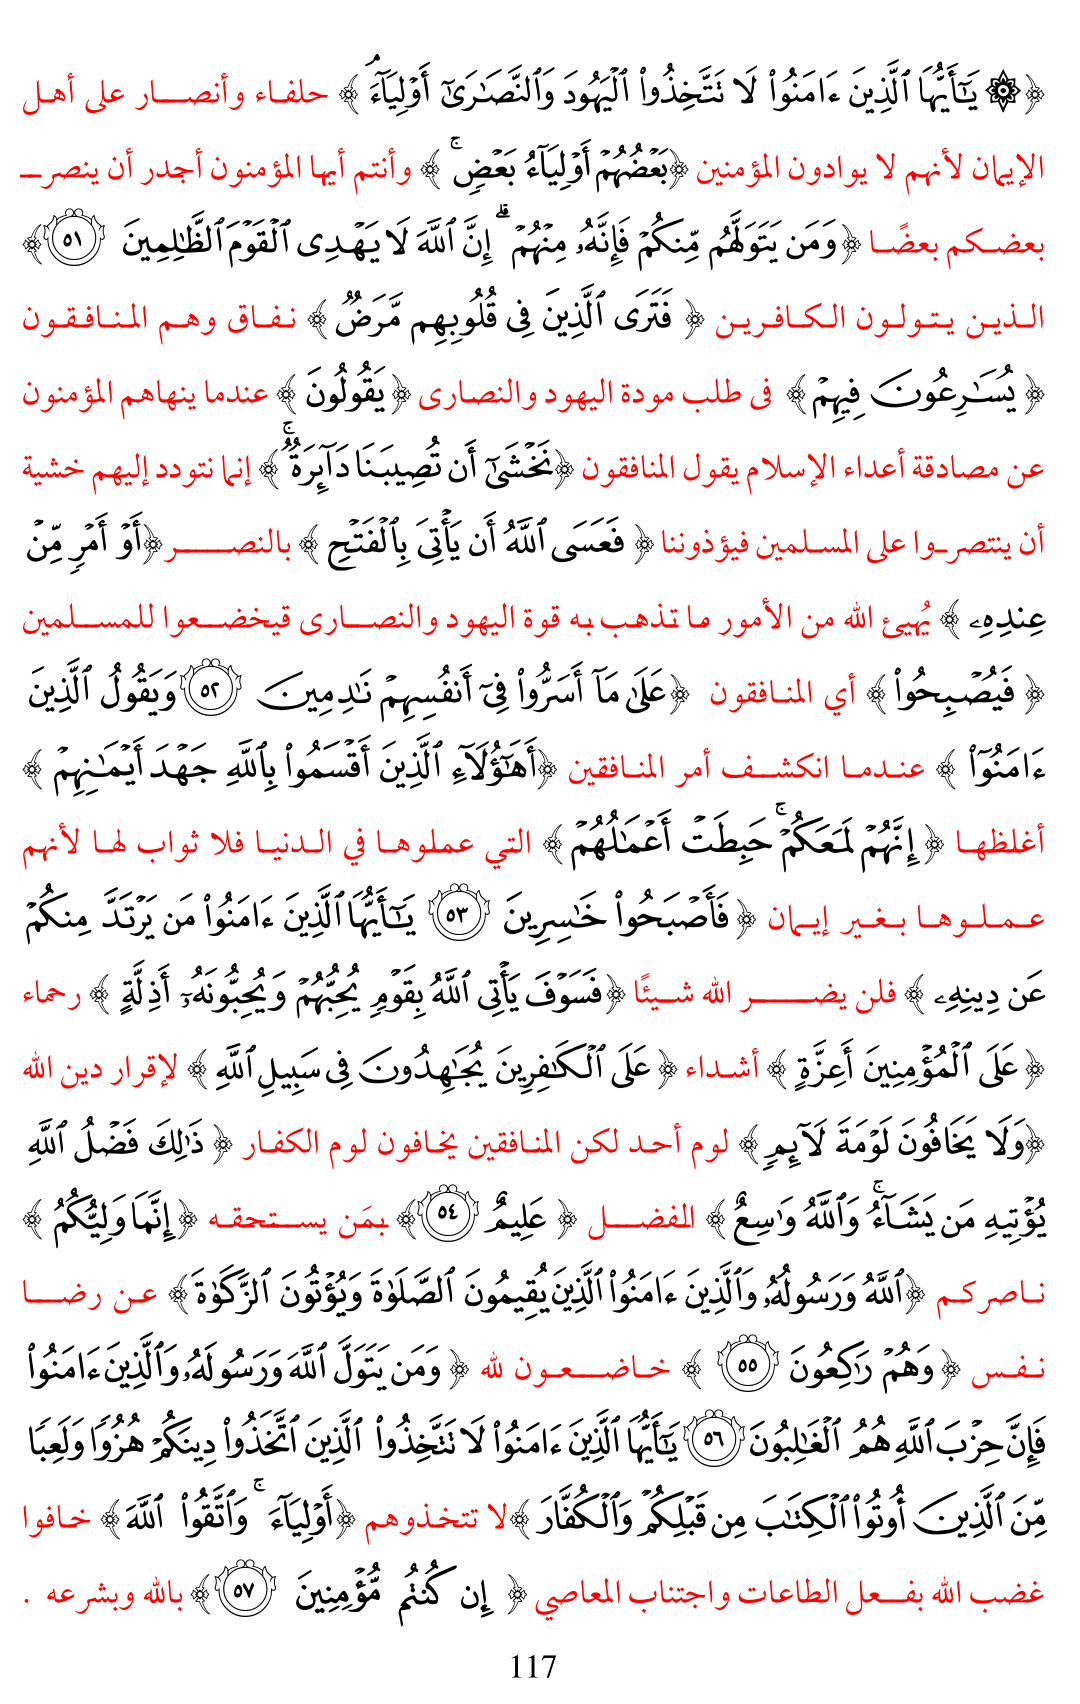 ﴿ ۞ يَٰٓأَيُّهَا ٱلَّذِينَ ءَامَنُوا۟ لَا تَتَّخِذُوا۟ ٱلْيَهُودَ وَٱلنَّصَٰرَىٰٓ أَوْلِيَآءَ ۘ ﴾ حلفاء وأنصار على أهل
الإيمان لأنهم لا يوادون المؤمنين ﴿بَعْضُهُمْ أَوْلِيَآءُ بَعْضٍ ۚ ﴾ وأنتم أيها المؤمنون أجدر أن ينصر
بعضكم بعضًا ﴿وَمَن يَتَوَلَّهُم مِّنكُمْ فَإِنَّهُۥ مِنْهُمْ ۗ إِنَّ ٱللَّهَ لَا يَهْدِى ٱلْقَوْمَ ٱلظَّٰلِمِينَ ٥١﴾
الذين يتولون الكافرين ﴿ فَتَرَى ٱلَّذِينَ فِى قُلُوبِهِم مَّرَضٌ ﴾ نفاق وهم المنافقون
﴿ يُسَٰرِعُونَ فِيهِمْ ﴾ فى طلب مودة اليهود والنصارى ﴿يَقُولُونَ ﴾ عندما ينهاهم المؤمنون
عن مصادقة أعداء الإسلام يقول المنافقون ﴿نَخْشَىٰٓ أَن تُصِيبَنَا دَآئِرَةٌ ۚ ﴾ إنما نتودد إليهم خشية
أن ينتصروا على المسلمين فيؤذوننا ﴿ فَعَسَى ٱللَّهُ أَن يَأْتِىَ بِٱلْفَتْحِ ﴾ بالنصر ﴿أَوْ أَمْرٍ مِّنْ
عِندِهِۦ ﴾ يُهيئ الله من الأمور ما تذهب به قوة اليهود والنصارى قيخضعوا للمسلمين
﴿ فَيُصْبِحُوا۟ ﴾ أي المنافقون ﴿عَلَىٰ مَآ أَسَرُّوا۟ فِىٓ أَنفُسِهِمْ نَٰدِمِينَ ٥٢ وَيَقُولُ ٱلَّذِينَ
ءَامَنُوٓا۟ ﴾ عندما انكشف أمر المنافقين ﴿أَهَٰٓؤُلَآءِ ٱلَّذِينَ أَقْسَمُوا۟ بِٱللَّهِ جَهْدَ أَيْمَٰنِهِمْ ﴾
أغلظها ﴿ إِنَّهُمْ لَمَعَكُمْ ۚ حَبِطَتْ أَعْمَٰلُهُمْ ﴾ التي عملوها في الدنيا فلا ثواب لها لأنهم
عملوها بغير إيمان ﴿ فَأَصْبَحُوا۟ خَٰسِرِينَ ٥٣ يَٰٓأَيُّهَا ٱلَّذِينَ ءَامَنُوا۟ مَن يَرْتَدَّ مِنكُمْ
عَن دِينِهِۦ ﴾ فلن يضر الله شيئًا ﴿فَسَوْفَ يَأْتِى ٱللَّهُ بِقَوْمٍ يُحِبُّهُمْ وَيُحِبُّونَهُۥٓ أَذِلَّةٍ ﴾ رحماء
﴿ عَلَى ٱلْمُؤْمِنِينَ أَعِزَّةٍ ﴾ أشداء ﴿ عَلَى ٱلْكَٰفِرِينَ يُجَٰهِدُونَ فِى سَبِيلِ ٱللَّهِ ﴾ لإقرار دين الله
﴿وَلَا يَخَافُونَ لَوْمَةَ لَآئِمٍ ﴾ لوم أحد لكن المنافقين يخافون لوم الكفار ﴿ ذَٰلِكَ فَضْلُ ٱللَّهِ
يُؤْتِيهِ مَن يَشَآءُ ۚ وَٱللَّهُ وَٰسِعٌ ﴾ المفضل ﴿ عَلِيمٌ ٥٤﴾ بمَن يستحقه ﴿إِنَّمَا وَلِيُّكُمُ ﴾
ناصركم ﴿ٱللَّهُ وَرَسُولُهُۥ وَٱلَّذِينَ ءَامَنُوا۟ ٱلَّذِينَ يُقِيمُونَ ٱلصَّلَوٰةَ وَيُؤْتُونَ ٱلزَّكَوٰةَ ﴾ عن رضا
نفس ﴿ وَهُمْ رَٰكِعُونَ ٥٥ ﴾ خاضعون لله ﴿ وَمَن يَتَوَلَّ ٱللَّهَ وَرَسُولَهُۥ وَٱلَّذِينَ ءَامَنُوا۟
فَإِنَّ حِزْبَ ٱللَّهِ هُمُ ٱلْغَٰلِبُونَ ٥٦ يَٰٓأَيُّهَا ٱلَّذِينَ ءَامَنُوا۟ لَا تَتَّخِذُوا۟ ٱلَّذِينَ ٱتَّخَذُوا۟ دِينَكُمْ هُزُوًا وَلَعِبًا
مِّنَ ٱلَّذِينَ أُوتُوا۟ ٱلْكِتَٰبَ مِن قَبْلِكُمْ وَٱلْكُفَّارَ ﴾لا تتخذوهم ﴿أَوْلِيَآءَ ۚ وَٱتَّقُوا۟ ٱللَّهَ ﴾ خافوا
غضب الله بفعل الطاعات واجتناب المعاصي ﴿ إِن كُنتُم مُّؤْمِنِينَ ٥٧﴾ بالله وبشرعه .
117